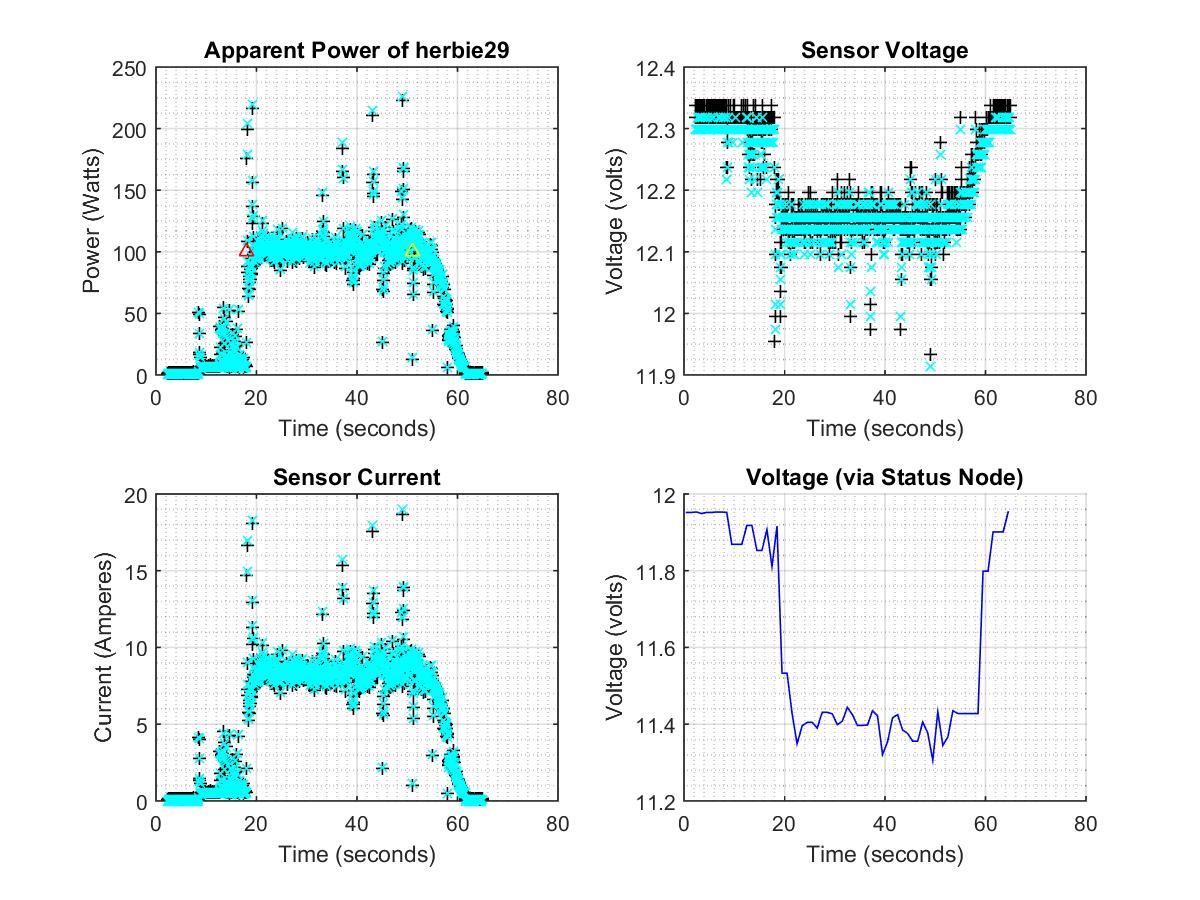 Apparent Power of herbie29
250
200
150
100
50
0
Power (Watts)
0 20 40 60 80
Time (seconds)
Sensor Voltage
12.4
12.3
12.2
12.1
12
11.9
Voltage (volts)
0 20 40 60 80
Time (seconds)
Sensor Current
20
15
10
5
0
Current (Amperes)
0 20 40 60 80
Time (seconds)
Voltage (via Status Node)
12
11.8
11.6
11.4
11.2
Voltage (volts)
0 20 40 60 80
Time (seconds)